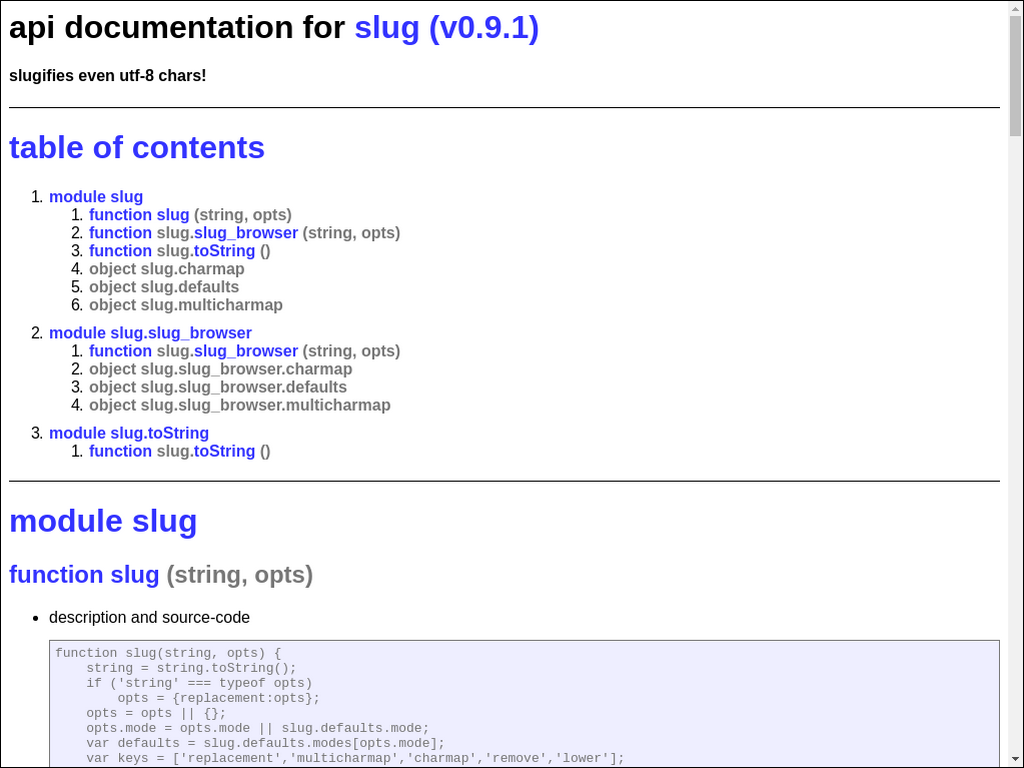 api documentation for slug (v0.9.1)
slugifies even utf-8 chars!
table of contents
1. module slug
1. function slug (string, opts)
2. function slug.slug_browser (string, opts)
3. function slug.toString ()
4. object slug.charmap
5. object slug.defaults
6. object slug.multicharmap
2. module slug.slug_browser
1. function slug.slug_browser (string, opts)
2. object slug.slug_browser.charmap
3. object slug.slug_browser.defaults
4. object slug.slug_browser.multicharmap
3. module slug.toString
1. function slug.toString ()
module slug
function slug (string, opts)
• description and source-code
function slug(string, opts) {
    string = string.toString();
    if ('string' === typeof opts)
        opts = {replacement:opts};
    opts = opts || {};
    opts.mode = opts.mode || slug.defaults.mode;
    var defaults = slug.defaults.modes[opts.mode];
    var keys = ['replacement','multicharmap','charmap','remove','lower'];